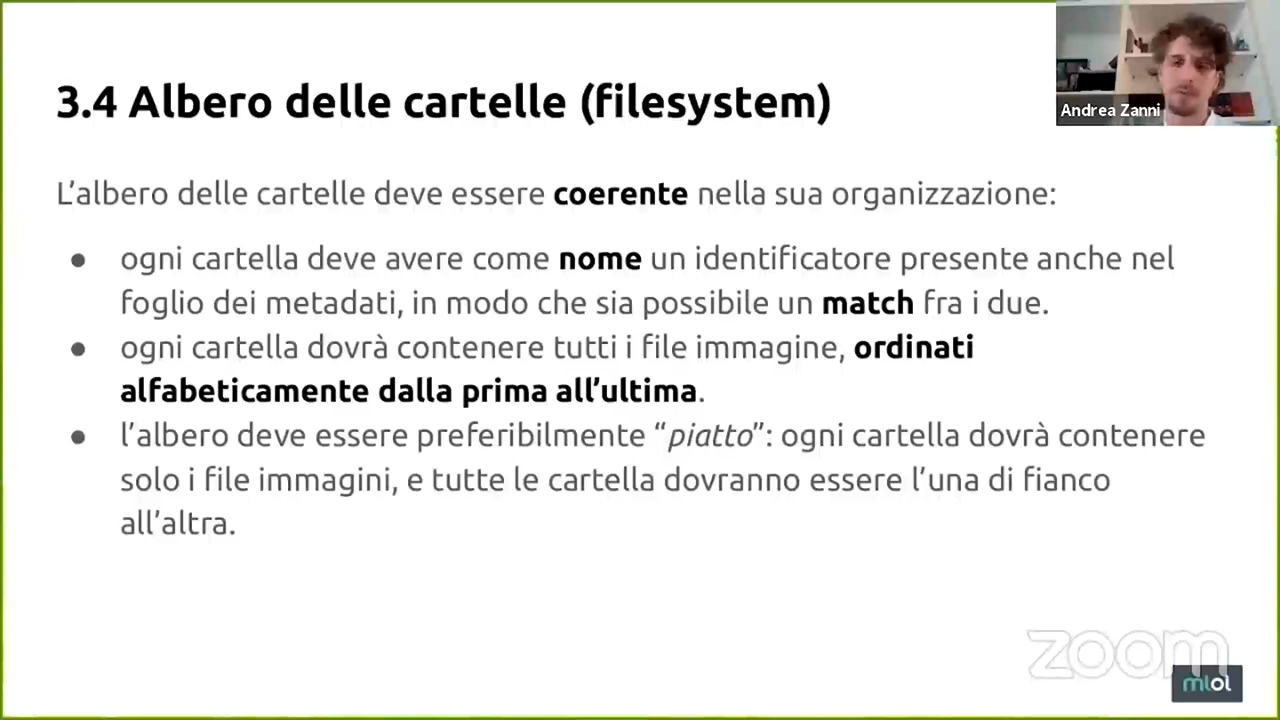 3.4 Albero delle cartelle (filesystem)
Andrea Zanni
L’albero delle cartelle deve essere coerente nella sua organizzazione:
● ogni cartella deve avere come nome un identificatore presente anche nel
foglio dei metadati, in modo che sia possibile un match fra i due.
● ogni cartella dovrà contenere tutti i file immagine, ordinati
alfabeticamente dalla prima all’ultima.
● l’albero deve essere preferibilmente “piatto”: ogni cartella dovrà contenere
solo i file immagini, e tutte le cartella dovranno essere l’una di fianco
all’altra.
zoom
mlol